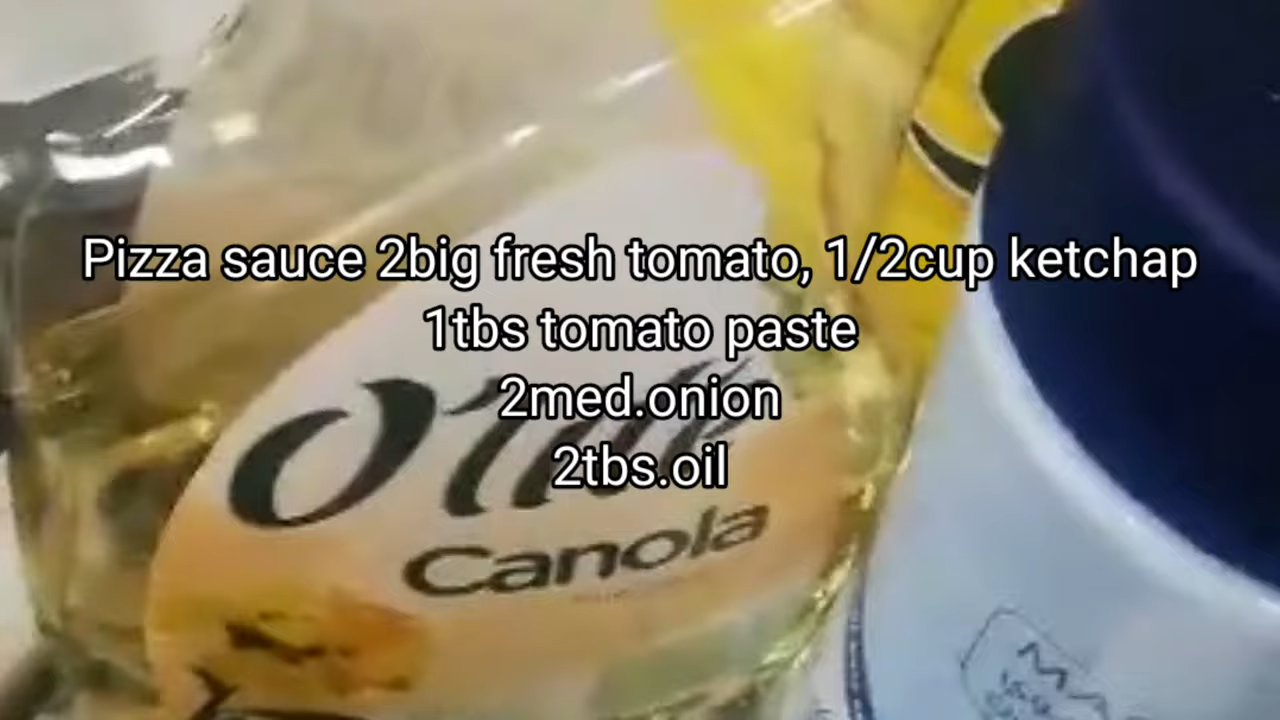 Pizza sauce 2big fresh tomato, 1/2cup ketchap
1tbs tomato paste
2med.onion
2tbs.oil
Canola